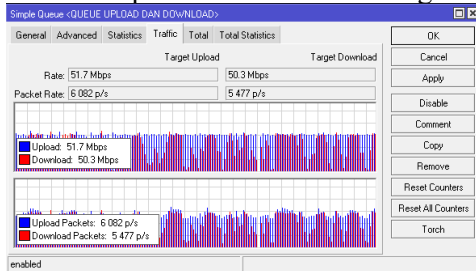 Simple Queue <QUEUE UPLOAD DAN DOWNLOAD>
General Advanced Statistics Traffic Total Total Statistics
Target Upload Target Download
Rate: 51.7 Mbps 50.3 Mbps
Packet Rate: 6 082 p/s 5 477 p/s
Upload: 51.7 Mbps
Download: 50.3 Mbps
Upload Packets: 6 082 p/s
Download Packets: 5 477 p/s
OK
Cancel
Apply
Disable
Comment
Copy
Remove
Reset Counters
Reset All Counters
Torch
enabled